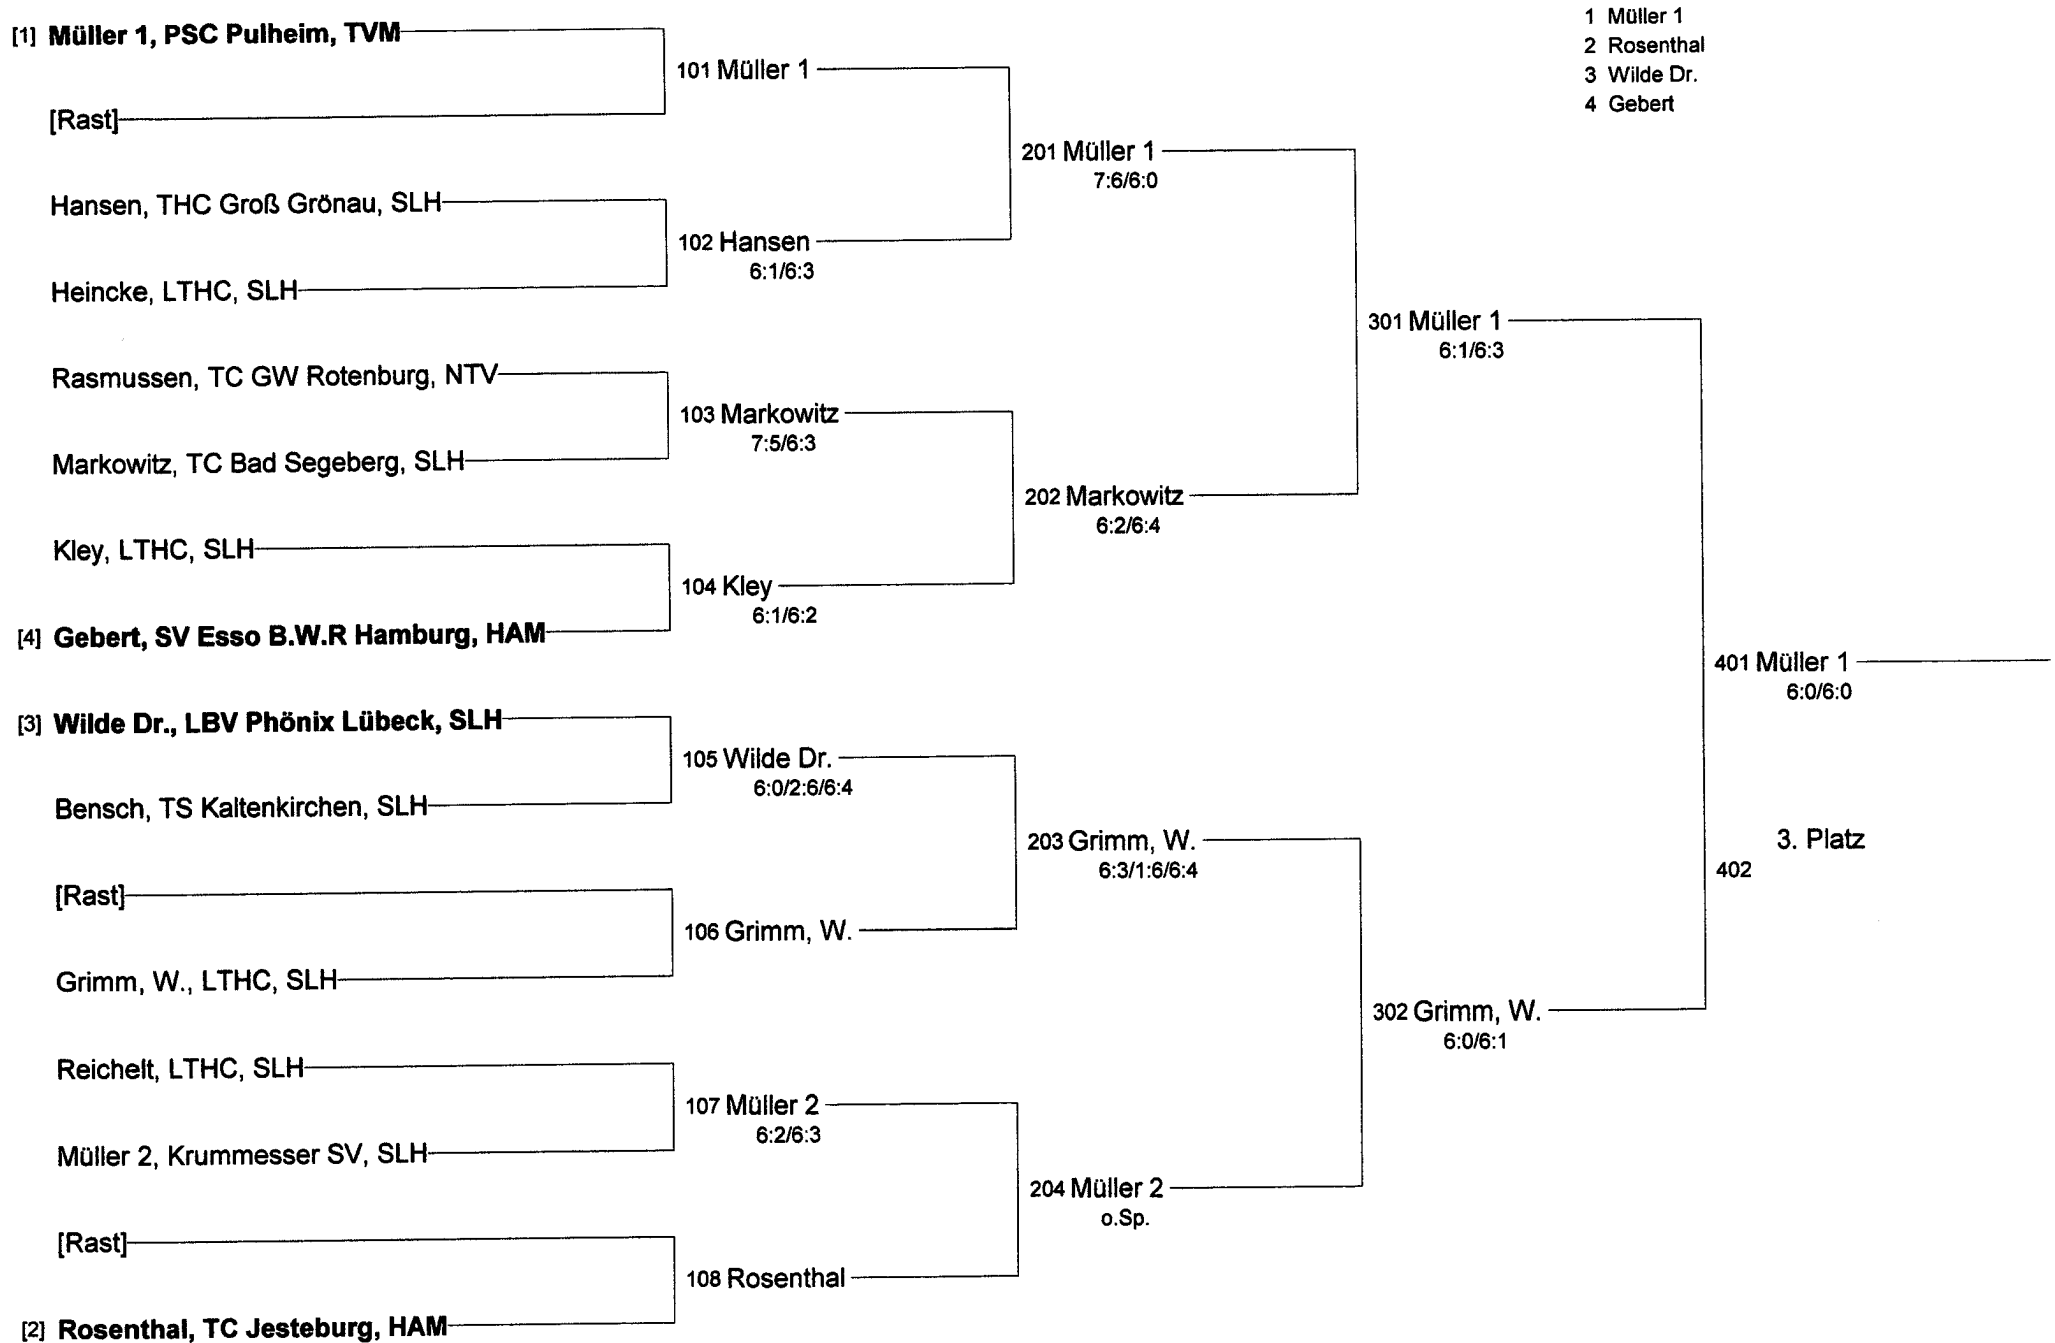 [1] Müller 1, PSC Pulheim, TVM
[Rast]
Hansen, THC Groß Grönau, SLH
Heincke, LTHC, SLH
Rasmussen, TC GW Rotenburg, NTV
Markowitz, TC Bad Segeberg, SLH
Kley, LTHC, SLH
[4] Gebert, SV Esso B.W.R Hamburg, HAM
[3] Wilde Dr., LBV Phönix Lübeck, SLH
Bensch, TS Kaltenkirchen, SLH
[Rast]
Grimm, W., LTHC, SLH
Reichelt, LTHC, SLH
Müller 2, Krummesser SV, SLH
[Rast]
[2] Rosenthal, TC Jesteburg, HAM
101 Müller 1
102 Hansen
6:1/6:3
103 Markowitz
7:5/6:3
104 Kley
6:1/6:2
105 Wilde Dr.
6:0/2:6/6:4
106 Grimm, W.
107 Müller 2
6:2/6:3
108 Rosenthal
201 Müller 1
7:6/6:0
202 Markowitz
6:2/6:4
203 Grimm, W.
6:3/1:6/6:4
204 Müller 2
o.Sp.
301 Müller 1
6:1/6:3
302 Grimm, W.
6:0/6:1
401 Müller 1
6:0/6:0
3. Platz
402
1 Müller 1
2 Rosenthal
3 Wilde Dr.
4 Gebert